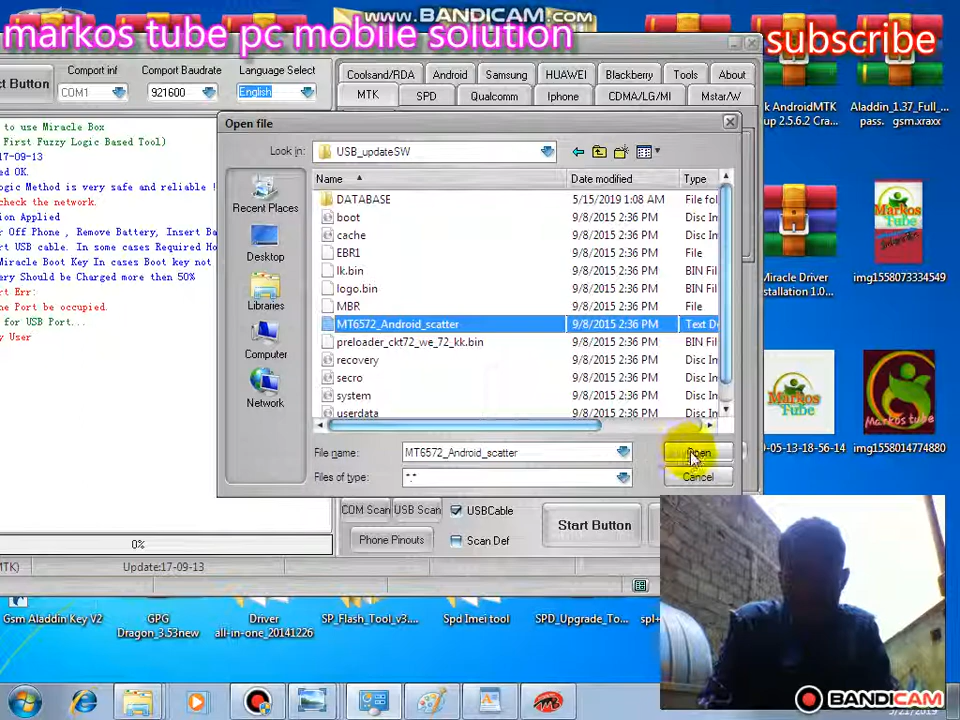 www.BANDICAM.com
markos tube pc mobile solution
subscribe
ct Button
Comport inf
COM1
Comport Baudrate
921600
Language Select
English
Coolsand/RDA
Android
Samsung
HUAWEI
Blackberry
Tools
About
MTK
SPD
Qualcomm
Iphone
CDMA/LG/MI
Mstar/W
to use Miracle Box
First Fuzzy Logic Based Tool)
17-09-13
ed OK.
ogic Method is very safe and reliable !
check the network.
ion Applied
r Off Phone , Remove Battery, Insert Ba
rt USB cable. In some cases Required Ho
Miracle Boot Key In cases Boot key not
ery Should be Charged more then 50%
rt Err:
ne Port be occupied.
for USB Port...
y User
Open file
Look in:
USB_updateSW
Recent Places
Desktop
Libraries
Computer
Network
Name
Date modified
Type
DATABASE
5/15/2019 1:08 AM
File fol
boot
9/8/2015 2:36 PM
Disc In
cache
9/8/2015 2:36 PM
Disc In
EBR1
9/8/2015 2:36 PM
File
lk.bin
9/8/2015 2:36 PM
BIN Fil
logo.bin
9/8/2015 2:36 PM
BIN Fil
MBR
9/8/2015 2:36 PM
File
MT6572_Android_scatter
9/8/2015 2:36 PM
Text D
preloader_ckt72_we_72_kk.bin
9/8/2015 2:36 PM
BIN Fil
recovery
9/8/2015 2:36 PM
Disc In
secro
9/8/2015 2:36 PM
Disc In
system
9/8/2015 2:36 PM
Disc In
userdata
9/8/2015 2:36 PM
Disc In
File name:
MT6572_Android_scatter
Open
Files of type:
*.*
Cancel
COM Scan
USB Scan
USBCable
Phone Pinouts
Scan Def
Start Button
0%
MTK)
Update:17-09-13
k AndroidMTK
up 2.5.6.2 Cra...
Aladdin_1.37_Full_...
pass. gsm.xraxx
Miracle Driver
nstallation 1.0...
img1558073334549
-05-13-18-56-14
img1558014774880
Markos Tube
Markos tube
Gsm Aladdin Key V2
GPG
Dragon_3.53new
Driver
all-in-one_20141226
SP_Flash_Tool_v3....
Spd Imei tool
SPD_Upgrade_To...
BANDICAM